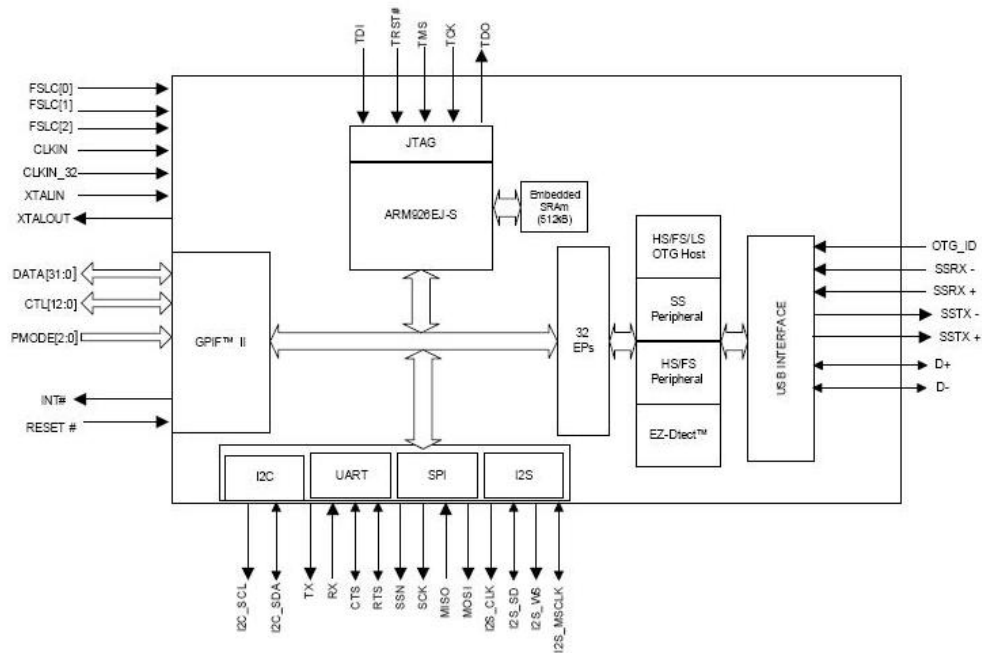 TDI
TRST#
TMS
TCK
TDO
FSLC[0]
FSLC[1]
FSLC[2]
CLKIN
CLKIN_32
XTALIN
XTALOUT
DATA[31:0]
CTL[12:0]
PMODE[2:0]
INT#
RESET #
JTAG
ARM926EJ-S
Embedded
SRAm
(512kB)
GPIF™ II
32
EPs
HS/FS/LS
OTG Host
SS
Peripheral
HS/FS
Peripheral
EZ-Dtect™
USB INTERFACE
OTG_ID
SSRX -
SSRX +
SSTX -
SSTX +
D+
D-
I2C
UART
SPI
I2S
I2C_SCL
I2C_SDA
TX
RX
CTS
RTS
SSN
SCK
MISO
MOSI
I2S_CLK
I2S_SD
I2S_WS
I2S_MSCLK